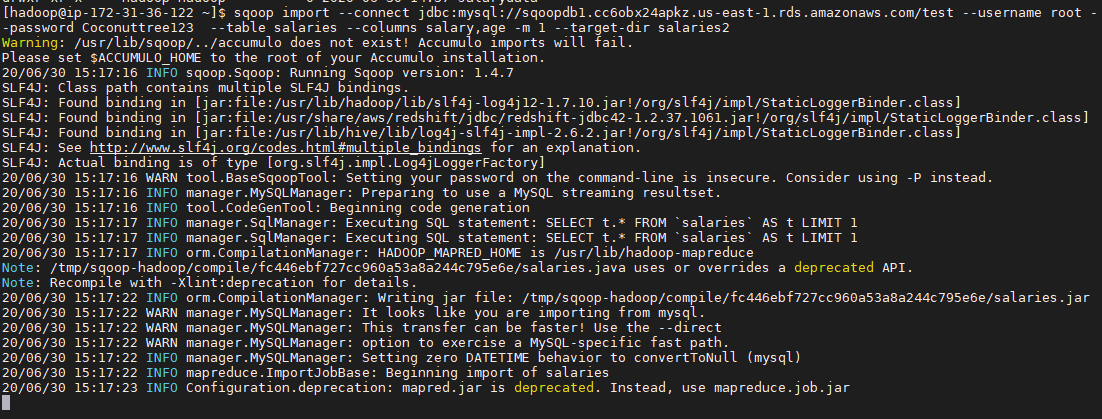 [hadoop@ip-172-31-36-122 ~]$ sqoop import --connect jdbc:mysql://sqoopdb1.cc6obx24apkz.us-east-1.rds.amazonaws.com/test --username root -
-password Coconuttree123  --table salaries --columns salary,age -m 1 --target-dir salaries2
Warning: /usr/lib/sqoop/../accumulo does not exist! Accumulo imports will fail.
Please set $ACCUMULO_HOME to the root of your Accumulo installation.
20/06/30 15:17:16 INFO sqoop.Sqoop: Running Sqoop version: 1.4.7
SLF4J: Class path contains multiple SLF4J bindings.
SLF4J: Found binding in [jar:file:/usr/lib/hadoop/lib/slf4j-log4j12-1.7.10.jar!/org/slf4j/impl/StaticLoggerBinder.class]
SLF4J: Found binding in [jar:file:/usr/share/aws/redshift/jdbc/redshift-jdbc42-1.2.37.1061.jar!/org/slf4j/impl/StaticLoggerBinder.class]
SLF4J: Found binding in [jar:file:/usr/lib/hive/lib/log4j-slf4j-impl-2.6.2.jar!/org/slf4j/impl/StaticLoggerBinder.class]
SLF4J: See http://www.slf4j.org/codes.html#multiple_bindings for an explanation.
SLF4J: Actual binding is of type [org.slf4j.impl.Log4jLoggerFactory]
20/06/30 15:17:16 WARN tool.BaseSqoopTool: Setting your password on the command-line is insecure. Consider using -P instead.
20/06/30 15:17:16 INFO manager.MySQLManager: Preparing to use a MySQL streaming resultset.
20/06/30 15:17:16 INFO tool.CodeGenTool: Beginning code generation
20/06/30 15:17:17 INFO manager.SqlManager: Executing SQL statement: SELECT t.* FROM `salaries` AS t LIMIT 1
20/06/30 15:17:17 INFO manager.SqlManager: Executing SQL statement: SELECT t.* FROM `salaries` AS t LIMIT 1
20/06/30 15:17:17 INFO orm.CompilationManager: HADOOP_MAPRED_HOME is /usr/lib/hadoop-mapreduce
Note: /tmp/sqoop-hadoop/compile/fc446ebf727cc960a53a8a244c795e6e/salaries.java uses or overrides a deprecated API.
Note: Recompile with -Xlint:deprecation for details.
20/06/30 15:17:22 INFO orm.CompilationManager: Writing jar file: /tmp/sqoop-hadoop/compile/fc446ebf727cc960a53a8a244c795e6e/salaries.jar
20/06/30 15:17:22 WARN manager.MySQLManager: It looks like you are importing from mysql.
20/06/30 15:17:22 WARN manager.MySQLManager: This transfer can be faster! Use the --direct
20/06/30 15:17:22 WARN manager.MySQLManager: option to exercise a MySQL-specific fast path.
20/06/30 15:17:22 INFO manager.MySQLManager: Setting zero DATETIME behavior to convertToNull (mysql)
20/06/30 15:17:22 INFO mapreduce.ImportJobBase: Beginning import of salaries
20/06/30 15:17:23 INFO Configuration.deprecation: mapred.jar is deprecated. Instead, use mapreduce.job.jar